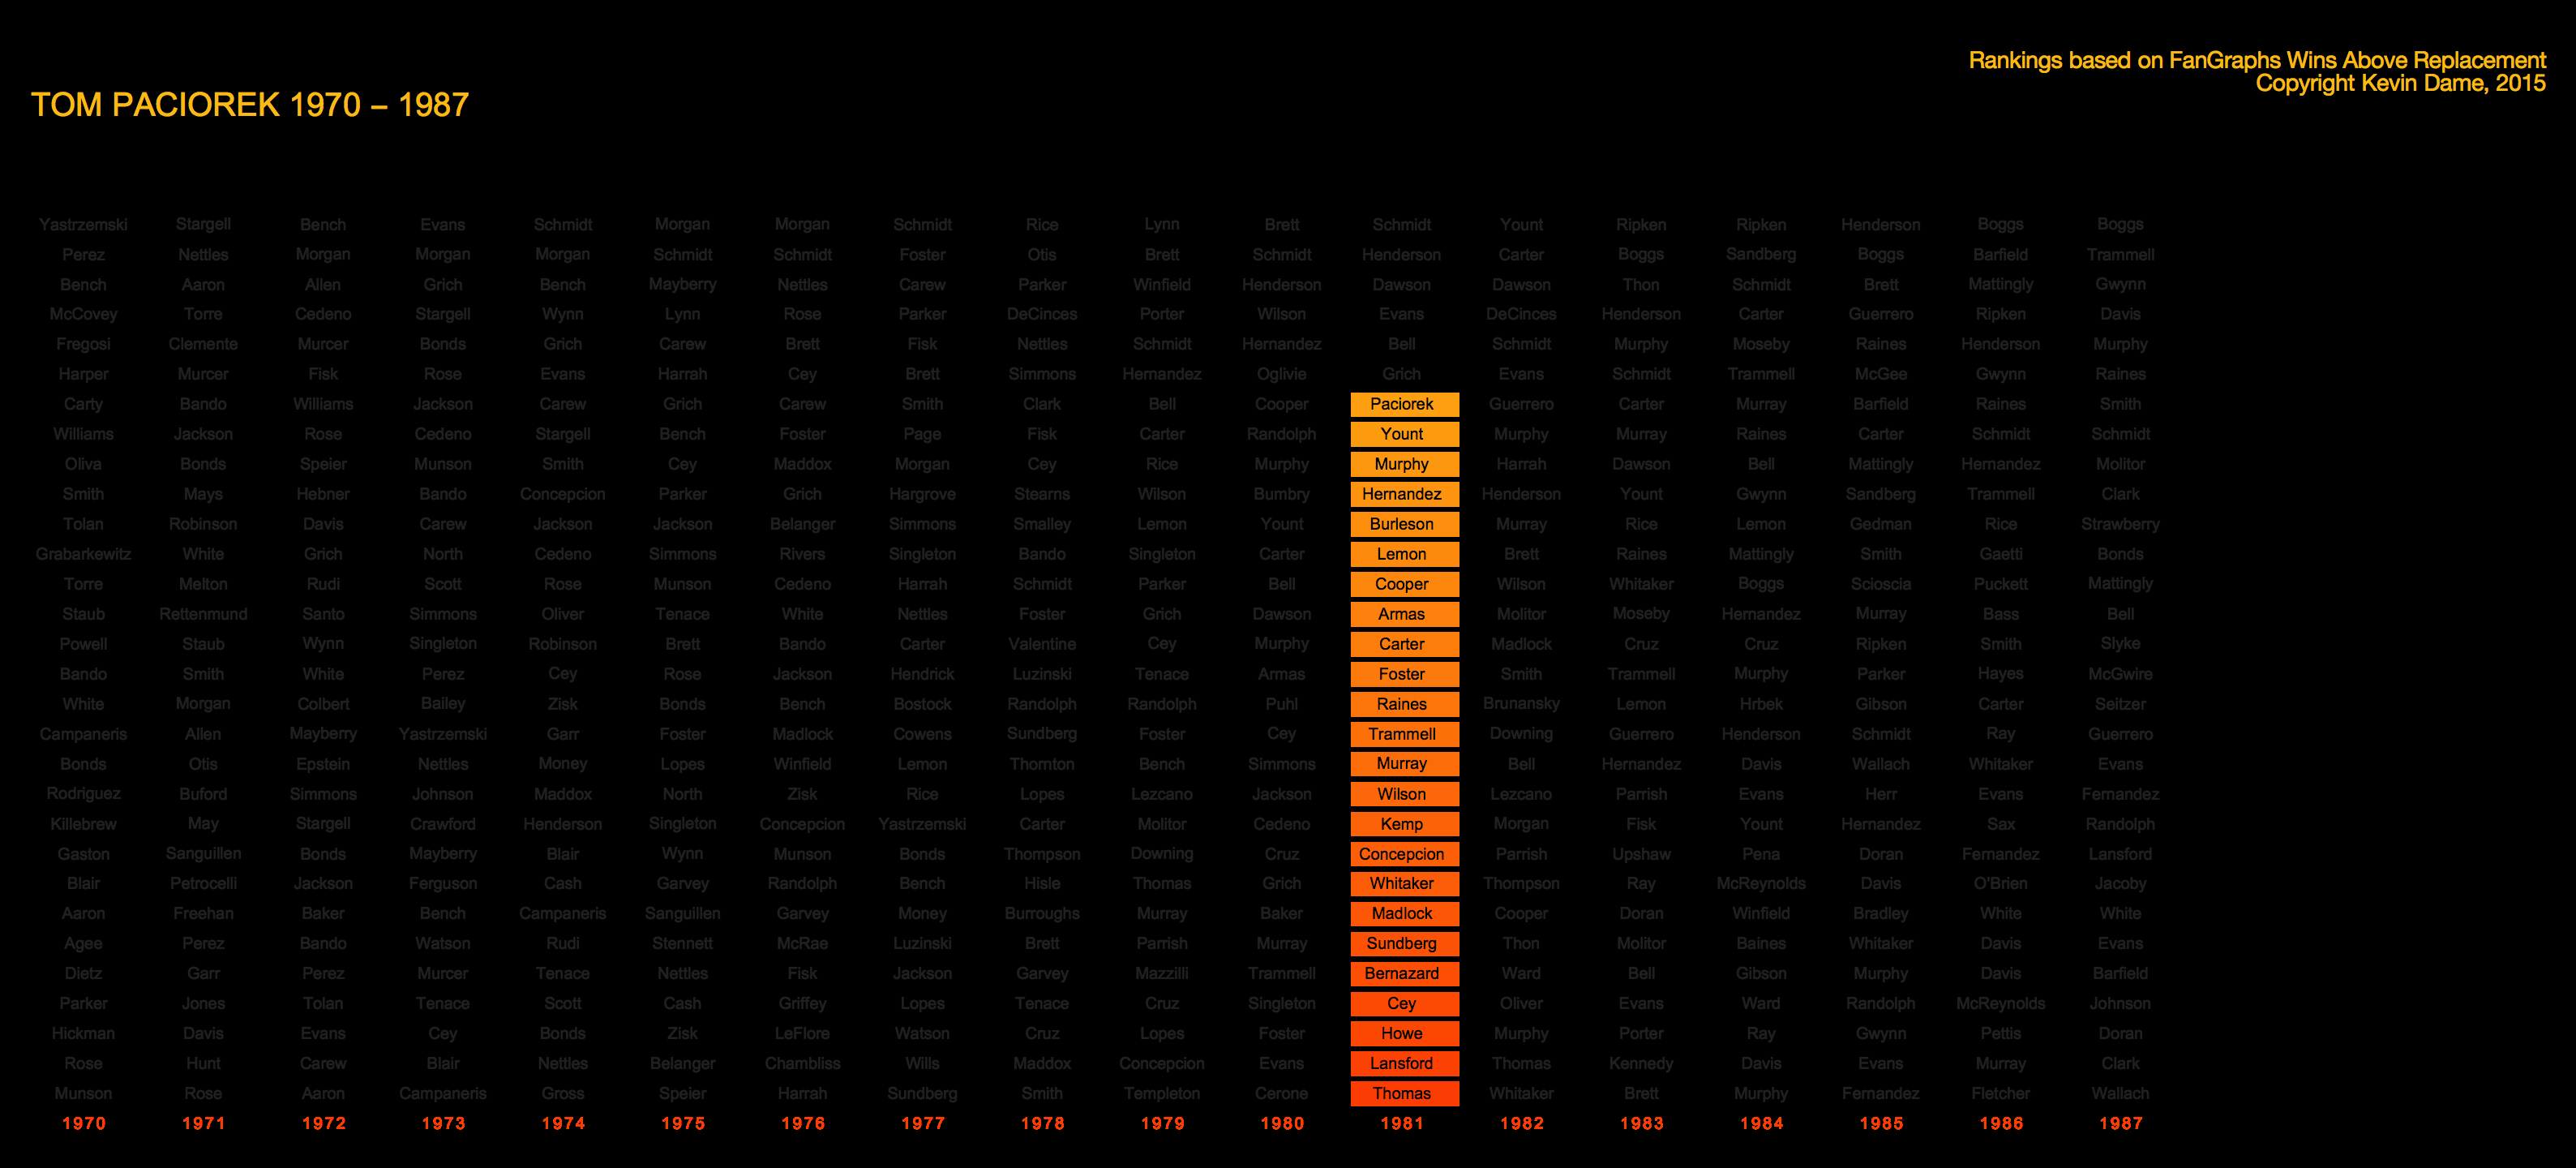 Rankings based on FanGraphs Wins Above Replacement
Copyright Kevin Dame, 2015
TOM PACIOREK 1970 – 1987
Yastrzemski Stargell Bench Evans Schmidt Morgan Morgan Schmidt Rice Lynn Brett Schmidt Yount Ripken Ripken Henderson Boggs Boggs
Perez Nettles Morgan Morgan Morgan Schmidt Schmidt Foster Otis Brett Schmidt Henderson Carter Boggs Sandberg Boggs Barfield Trammell
Bench Aaron Allen Grich Bench Mayberry Nettles Carew Parker Winfield Henderson Dawson Dawson Thon Schmidt Brett Mattingly Gwynn
McCovey Torre Cedeno Stargell Wynn Lynn Rose Parker DeCinces Porter Wilson Evans DeCinces Henderson Carter Guerrero Ripken Davis
Fregosi Clemente Murcer Bonds Grich Carew Brett Fisk Nettles Schmidt Hernandez Bell Schmidt Murphy Moseby Raines Henderson Murphy
Harper Murcer Fisk Rose Evans Harrah Cey Brett Simmons Hernandez Oglivie Grich Evans Schmidt Trammell McGee Gwynn Raines
Carty Bando Williams Jackson Carew Grich Carew Smith Clark Bell Cooper Paciorek Guerrero Carter Murray Barfield Raines Smith
Williams Jackson Rose Cedeno Stargell Bench Foster Page Fisk Carter Randolph Yount Murphy Murray Raines Carter Schmidt Schmidt
Oliva Bonds Speier Munson Smith Cey Maddox Morgan Cey Rice Murphy Murphy Harrah Dawson Bell Mattingly Hernandez Molitor
Smith Mays Hebner Bando Concepcion Parker Grich Hargrove Stearns Wilson Bumbry Hernandez Henderson Yount Gwynn Sandberg Trammell Clark
Tolan Robinson Davis Carew Jackson Jackson Belanger Simmons Smalley Lemon Yount Burleson Murray Rice Lemon Gedman Rice Strawberry
Grabarkewitz White Grich North Cedeno Simmons Rivers Singleton Bando Singleton Carter Lemon Brett Raines Mattingly Smith Gaetti Bonds
Torre Melton Rudi Scott Rose Munson Cedeno Harrah Schmidt Parker Bell Cooper Wilson Whitaker Boggs Scioscia Puckett Mattingly
Staub Rettenmund Santo Simmons Oliver Tenace White Nettles Foster Grich Dawson Armas Molitor Moseby Hernandez Murray Bass Bell
Powell Staub Wynn Singleton Robinson Brett Bando Carter Valentine Cey Murphy Carter Madlock Cruz Cruz Ripken Smith Slyke
Bando Smith White Perez Cey Rose Jackson Hendrick Luzinski Tenace Armas Foster Smith Trammell Murphy Parker Hayes McGwire
White Morgan Colbert Bailey Zisk Bonds Bench Bostock Randolph Randolph Puhl Raines Brunansky Lemon Hrbek Gibson Carter Seitzer
Campaneris Allen Mayberry Yastrzemski Garr Foster Madlock Cowens Sundberg Foster Cey Trammell Downing Guerrero Henderson Schmidt Ray Guerrero
Bonds Otis Epstein Nettles Money Lopes Winfield Lemon Thornton Bench Simmons Murray Bell Hernandez Davis Wallach Whitaker Evans
Rodriguez Buford Simmons Johnson Maddox North Zisk Rice Lopes Lezcano Jackson Wilson Lezcano Parrish Evans Herr Evans Fernandez
Killebrew May Stargell Crawford Henderson Singleton Concepcion Yastrzemski Carter Molitor Cedeno Kemp Morgan Fisk Yount Hernandez Sax Randolph
Gaston Sanguillen Bonds Mayberry Blair Wynn Munson Bonds Thompson Downing Cruz Concepcion Parrish Upshaw Pena Doran Fernandez Lansford
Blair Petrocelli Jackson Ferguson Cash Garvey Randolph Bench Hisle Thomas Grich Whitaker Thompson Ray McReynolds Davis O'Brien Jacoby
Aaron Freehan Baker Bench Campaneris Sanguillen Garvey Money Burroughs Murray Baker Madlock Cooper Doran Winfield Bradley White White
Agee Perez Bando Watson Rudi Stennett McRae Luzinski Brett Parrish Murray Sundberg Thon Molitor Baines Whitaker Davis Evans
Dietz Garr Perez Murcer Tenace Nettles Fisk Jackson Garvey Mazzilli Trammell Bernazard Ward Bell Gibson Murphy Davis Barfield
Parker Jones Tolan Tenace Scott Cash Griffey Lopes Tenace Cruz Singleton Cey Oliver Evans Ward Randolph McReynolds Johnson
Hickman Davis Evans Cey Bonds Zisk LeFlore Watson Cruz Lopes Foster Howe Murphy Porter Ray Gwynn Pettis Doran
Rose Hunt Carew Blair Nettles Belanger Chambliss Wills Maddox Concepcion Evans Lansford Thomas Kennedy Davis Evans Murray Clark
Munson Rose Aaron Campaneris Gross Speier Harrah Sundberg Smith Templeton Cerone Thomas Whitaker Brett Murphy Fernandez Fletcher Wallach
1970 1971 1972 1973 1974 1975 1976 1977 1978 1979 1980 1981 1982 1983 1984 1985 1986 1987